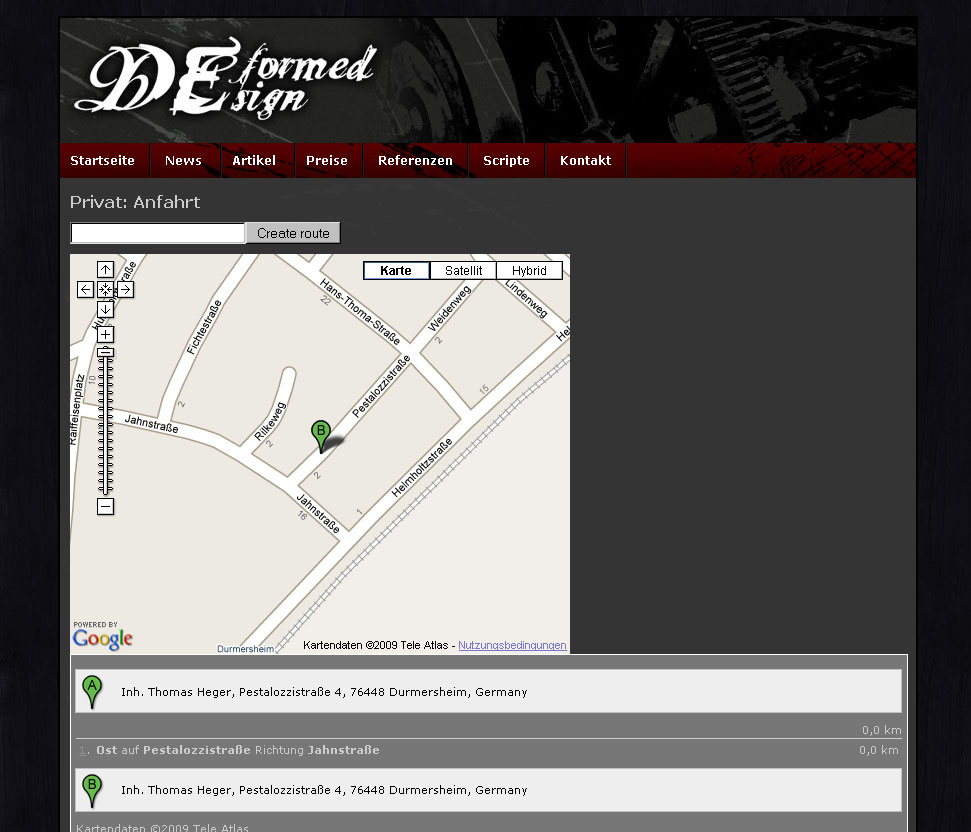 DEformed
DEsign
Startseite News Artikel Preise Referenzen Scripte Kontakt
Privat: Anfahrt
Create route
Karte Satellit Hybrid
Hans-Thoma-Straße
22
Weidenweg
2
Lindenweg
Fichtestraße
2
Pestalozzistraße
2
15
Raiffeisenplatz
10
Jahnstraße
Rilkeweg
2
B
Helmholtzstraße
1
Jahnstraße
16
POWERED BY
Google
Durmersheim
Kartendaten ©2009 Tele Atlas - Nutzungsbedingungen
A Inh. Thomas Heger, Pestalozzistraße 4, 76448 Durmersheim, Germany
0,0 km
1. Ost auf Pestalozzistraße Richtung Jahnstraße 0,0 km
B Inh. Thomas Heger, Pestalozzistraße 4, 76448 Durmersheim, Germany
Kartendaten ©2009 Tele Atlas